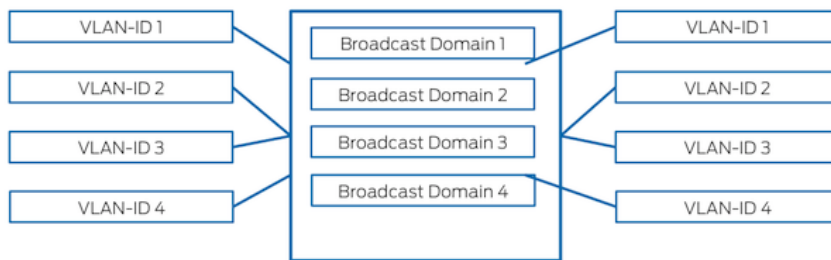 VLAN-ID 1
VLAN-ID 2
VLAN-ID 3
VLAN-ID 4
Broadcast Domain 1
Broadcast Domain 2
Broadcast Domain 3
Broadcast Domain 4
VLAN-ID 1
VLAN-ID 2
VLAN-ID 3
VLAN-ID 4